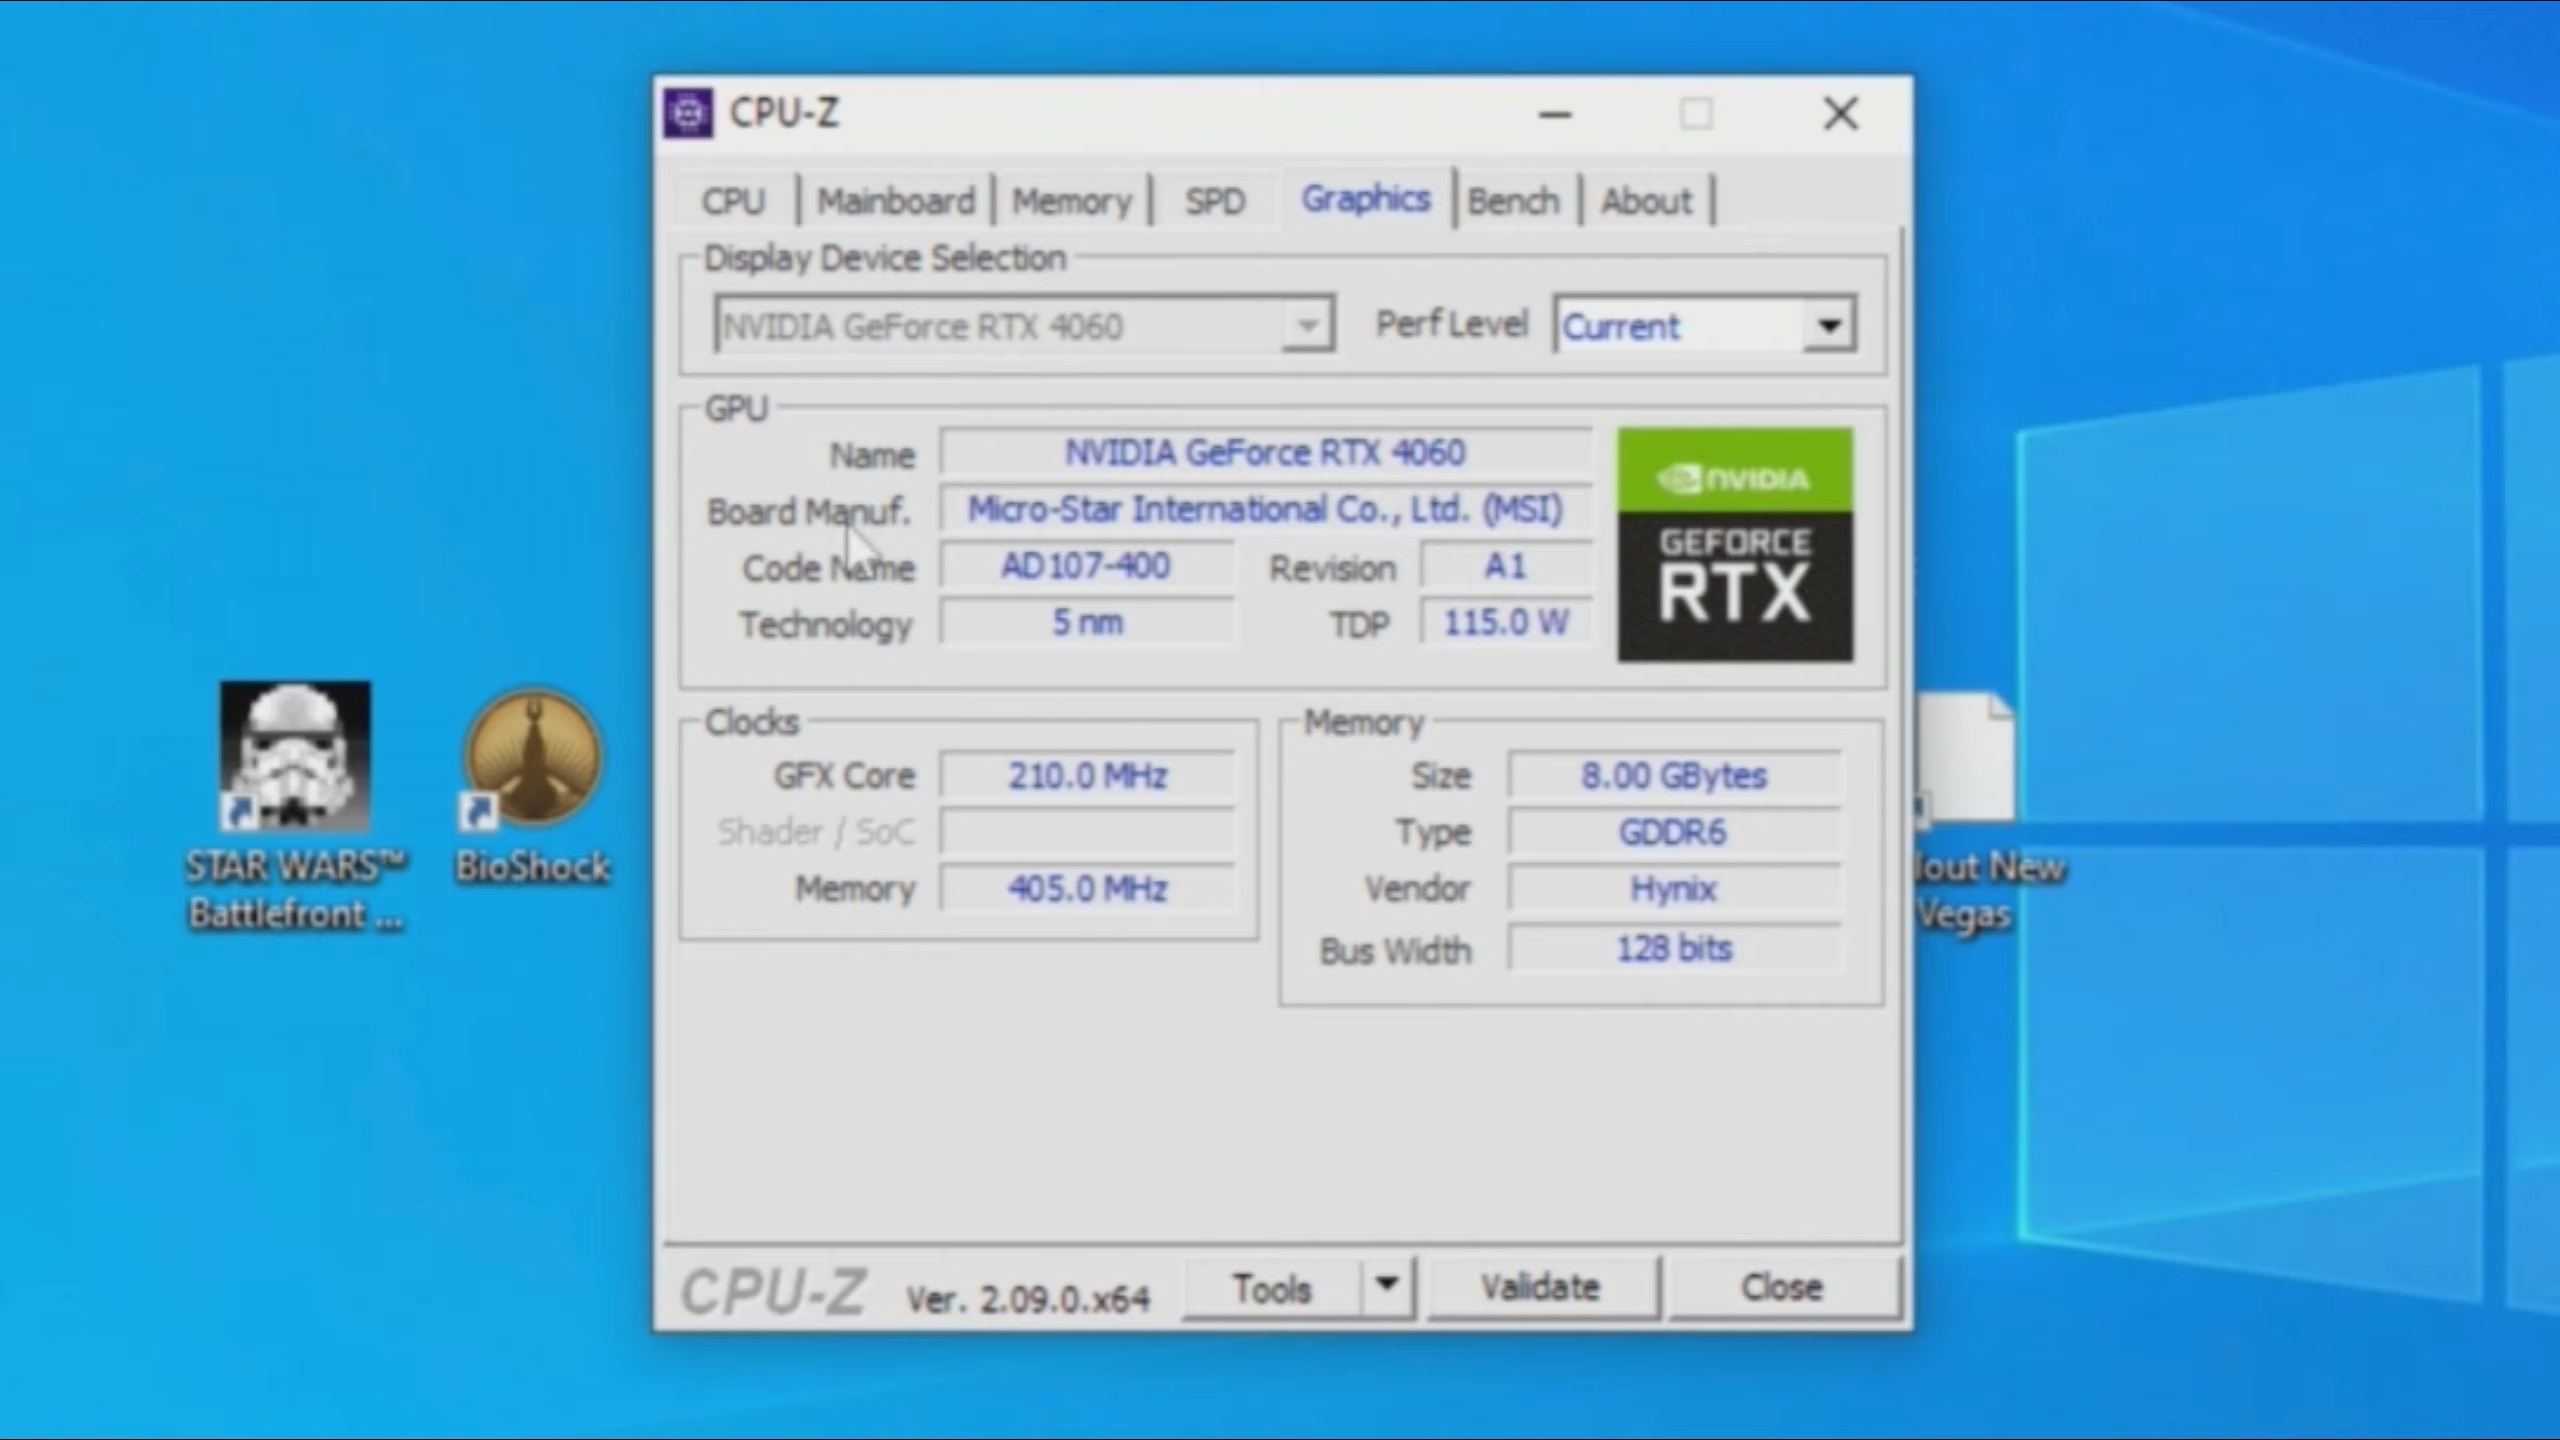 CPU-Z
CPU Mainboard Memory SPD Graphics Bench About
Display Device Selection
NVIDIA GeForce RTX 4060 Perf Level Current
GPU
Name NVIDIA GeForce RTX 4060
Board Manuf. Micro-Star International Co., Ltd. (MSI)
Code Name AD107-400 Revision A1
Technology 5 nm TDP 115.0 W
NVIDIA
GEFORCE
RTX
Clocks
GFX Core 210.0 MHz
Shader / SoC
Memory 405.0 MHz
Memory
Size 8.00 GBytes
Type GDDR6
Vendor Hynix
Bus Width 128 bits
STAR WARS™
Battlefront ...
BioShock
lout New
Vegas
CPU-Z Ver. 2.09.0.x64 Tools Validate Close